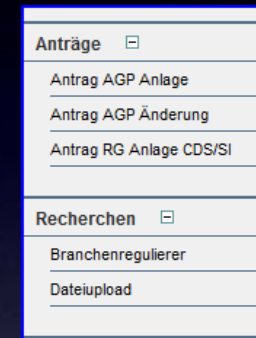 Anträge
Antrag AGP Anlage
Antrag AGP Änderung
Antrag RG Anlage CDS/SI
Recherchen
Branchenregulierer
Dateiupload